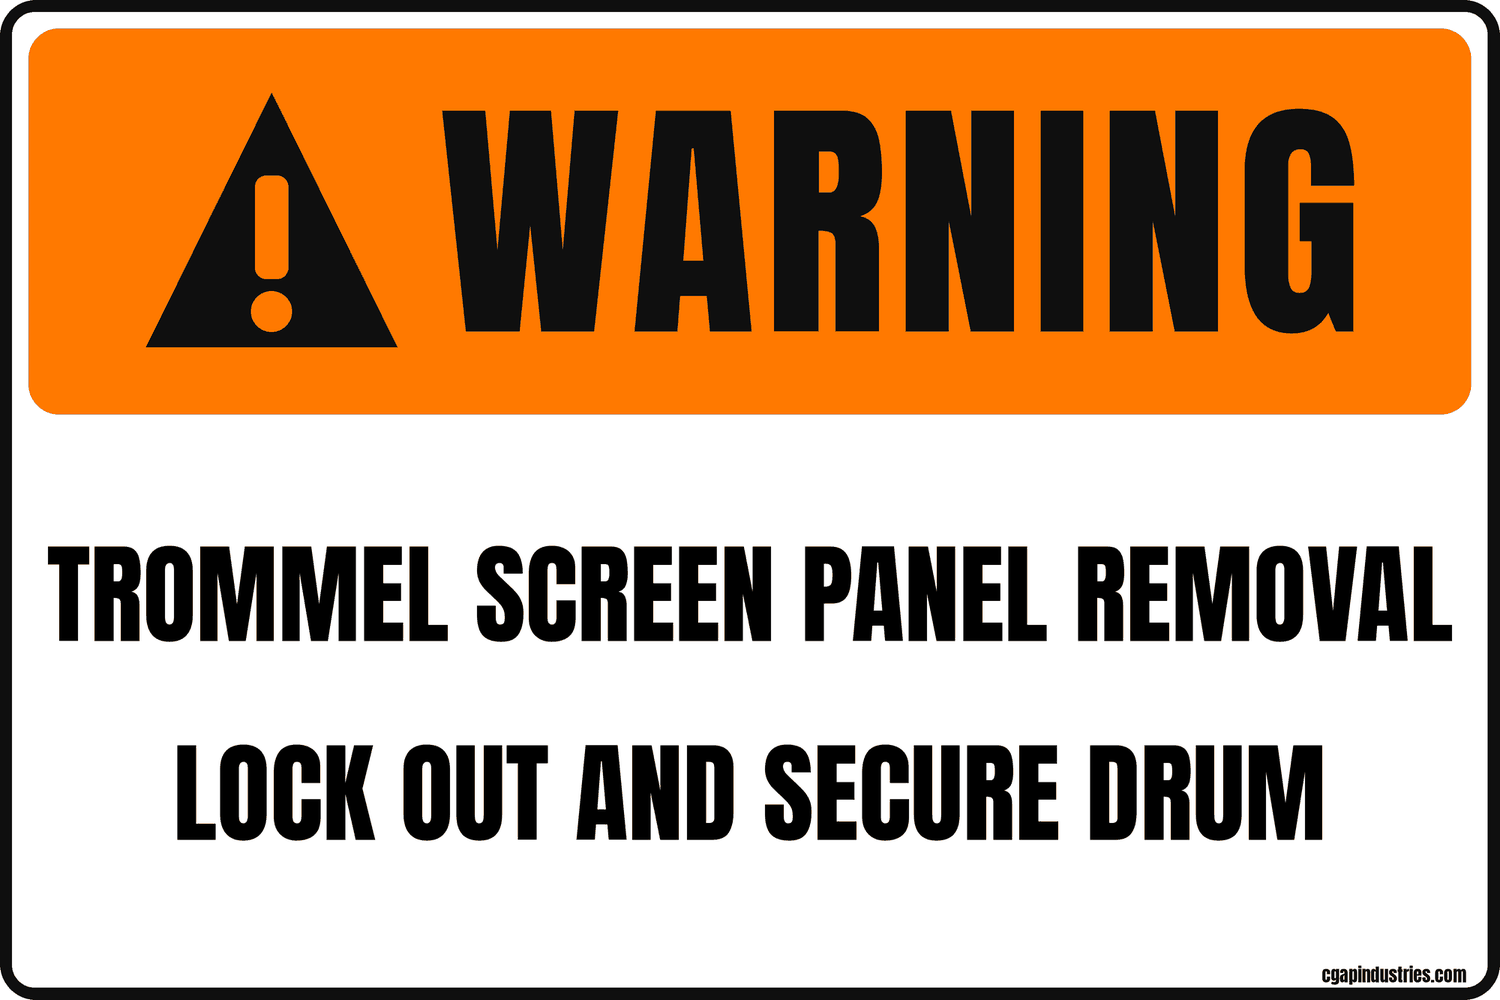 WARNING
TROMMEL SCREEN PANEL REMOVAL
LOCK OUT AND SECURE DRUM
cgapindustries.com